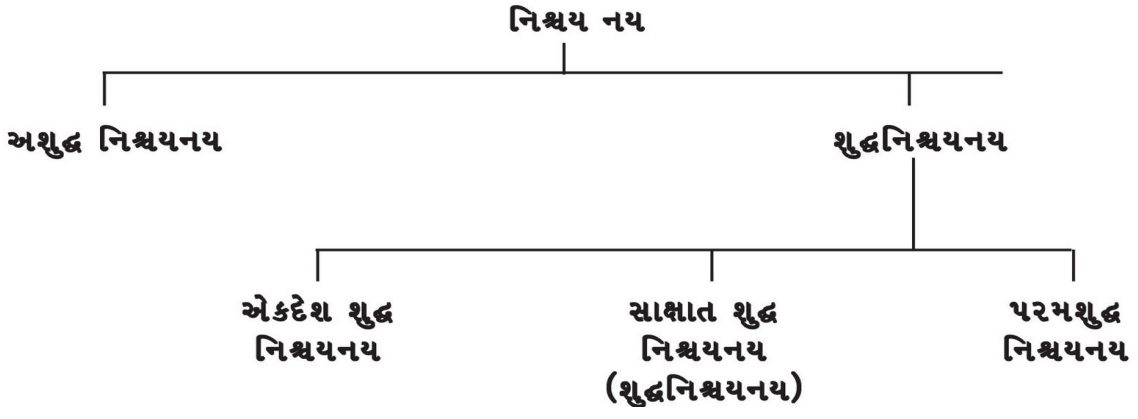 નિશ્ચય નય
અશુદ્ધ નિશ્ચયનય
શુદ્ધનિશ્ચયનય
એકદેશ શુદ્ધ
નિશ્ચયનય
સાક્ષાત શુદ્ધ
નિશ્ચયનય
(શુદ્ધનિશ્ચયનય)
પરમશુદ્ધ
નિશ્ચયનય